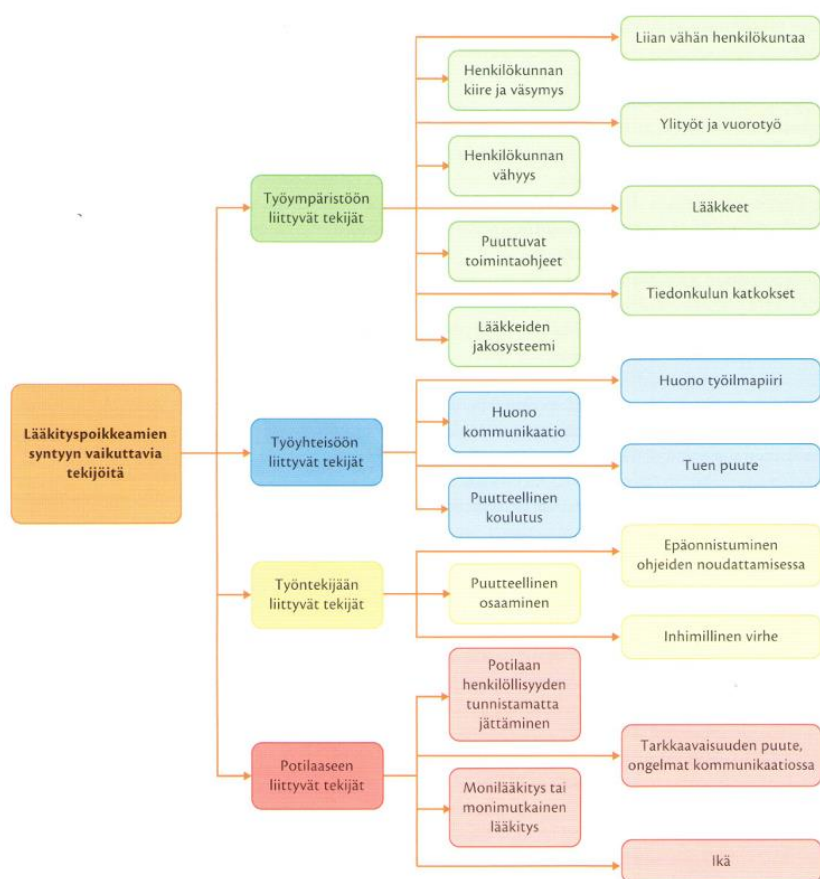 Lääkityspoikkeamien
syntyyn vaikuttavia
tekijöitä
Työympäristöön
liittyvät tekijät
Liian vähän henkilökuntaa
Henkilökunnan
kiire ja väsymys
Ylityöt ja vuorotyö
Henkilökunnan
vähyys
Lääkkeet
Puuttuvat
toimintaohjeet
Tiedonkulun katkokset
Lääkkeiden
jakosysteemi
Työyhteisöön
liittyvät tekijät
Huono työilmapiiri
Huono
kommunikaatio
Tuen puute
Puutteellinen
koulutus
Työntekijään
liittyvät tekijät
Epäonnistuminen
ohjeiden noudattamisessa
Puutteellinen
osaaminen
Inhimillinen virhe
Potilaaseen
liittyvät tekijät
Potilaan
henkilöllisyyden
tunnistamatta
jättäminen
Tarkkaavaisuuden puute,
ongelmat kommunikaatiossa
Monilääkitys tai
monimutkainen
lääkitys
Ikä